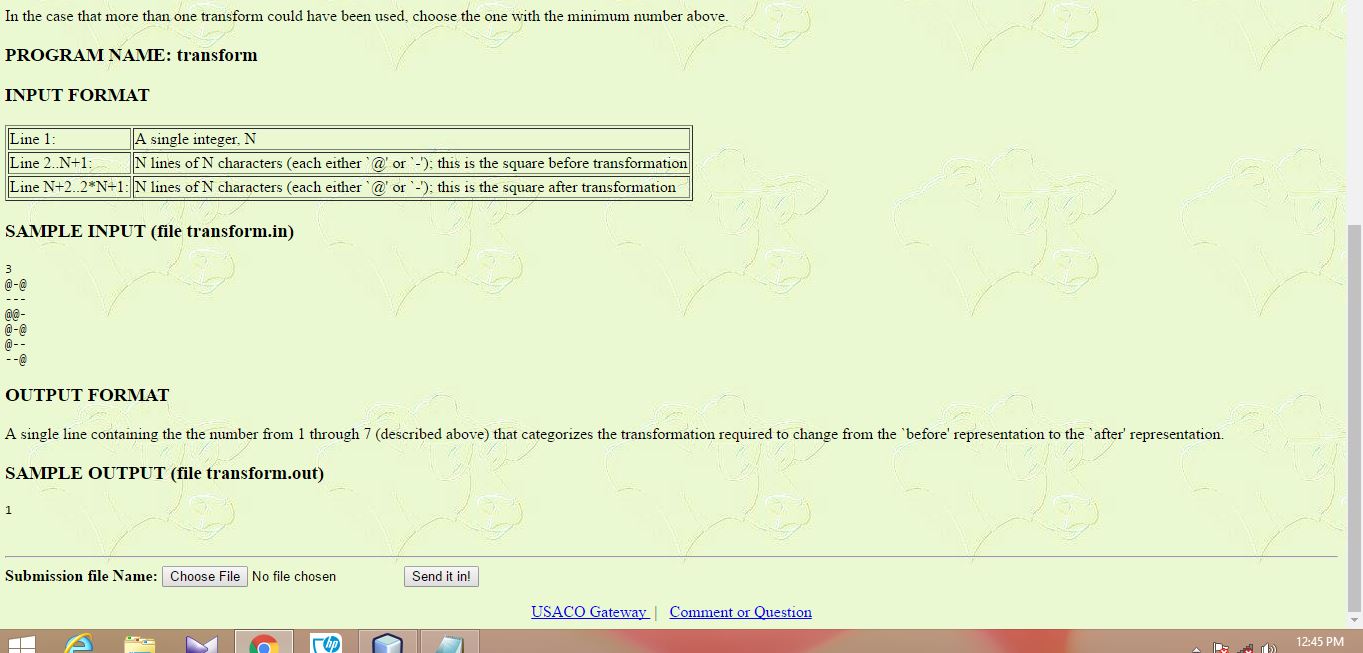 In the case that more than one transform could have been used, choose the one with the minimum number above.
PROGRAM NAME: transform
INPUT FORMAT
Line 1: A single integer, N
Line 2..N+1: N lines of N characters (each either `@' or `-'); this is the square before transformation
Line N+2..2*N+1: N lines of N characters (each either `@' or `-'); this is the square after transformation
SAMPLE INPUT (file transform.in)
3
@-@
---
@@-
@-@
@--
--@
OUTPUT FORMAT
A single line containing the the number from 1 through 7 (described above) that categorizes the transformation required to change from the `before' representation to the `after' representation.
SAMPLE OUTPUT (file transform.out)
1
Submission file Name: Choose File No file chosen Send it in!
USACO Gateway | Comment or Question
hp
12:45 PM